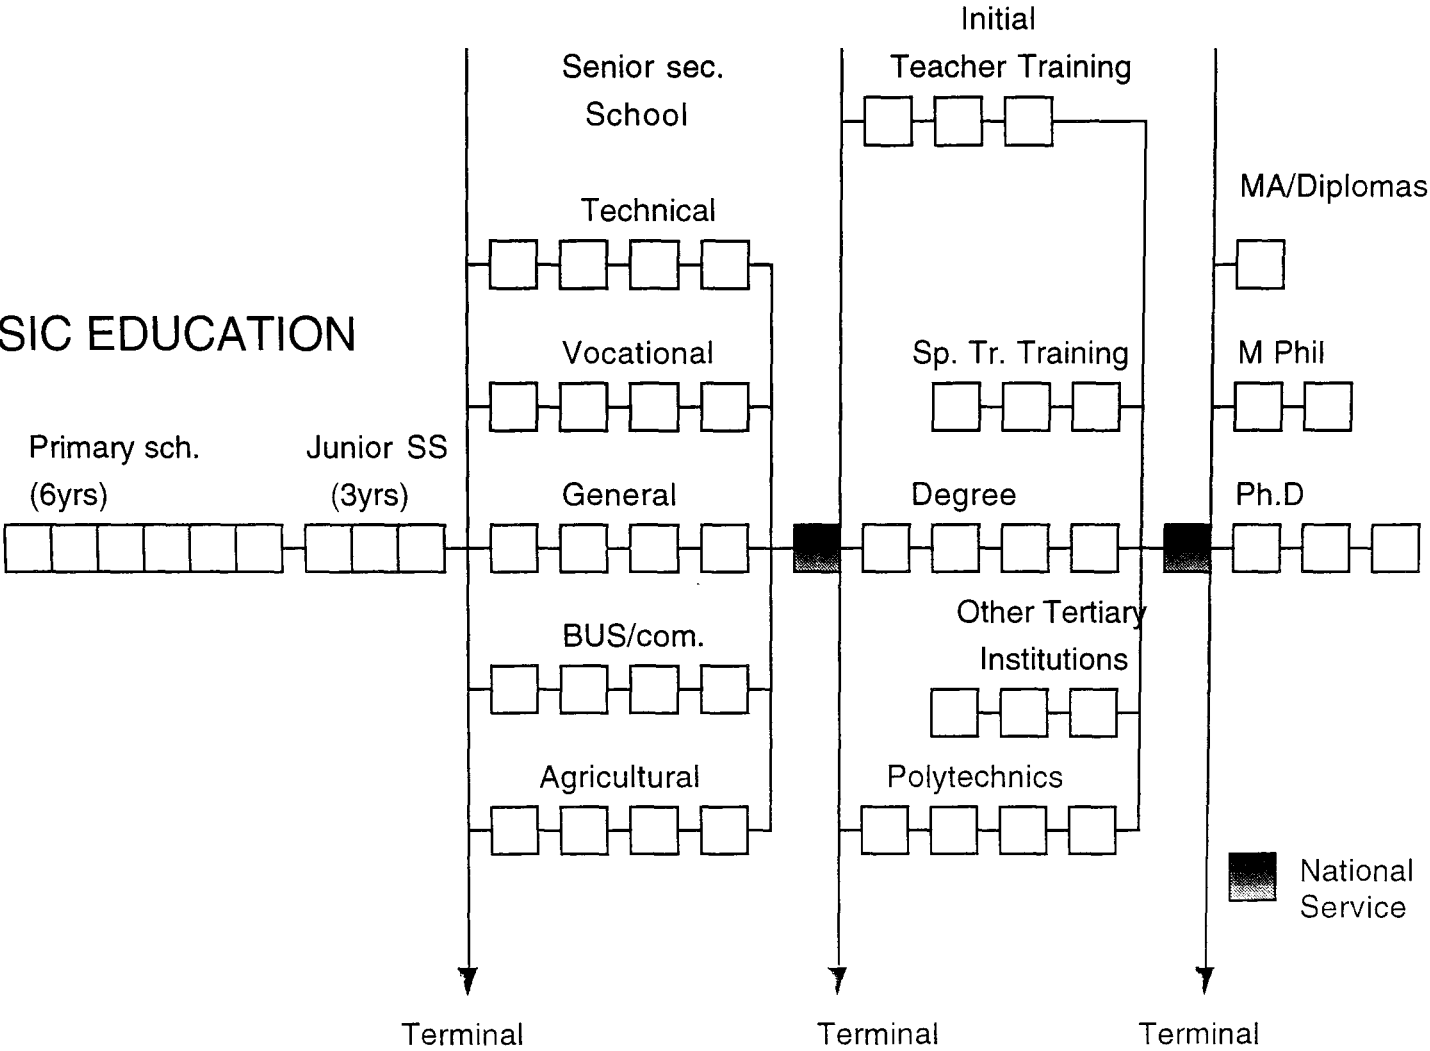 Initial
Senior sec.
School
Teacher Training
MA/Diplomas
Technical
SIC EDUCATION
Vocational
Sp. Tr. Training
M Phil
Primary sch.
(6yrs)
Junior SS
(3yrs)
General
Degree
Ph.D
Other Tertiary
Institutions
BUS/com.
Agricultural
Polytechnics
National
Service
Terminal
Terminal
Terminal